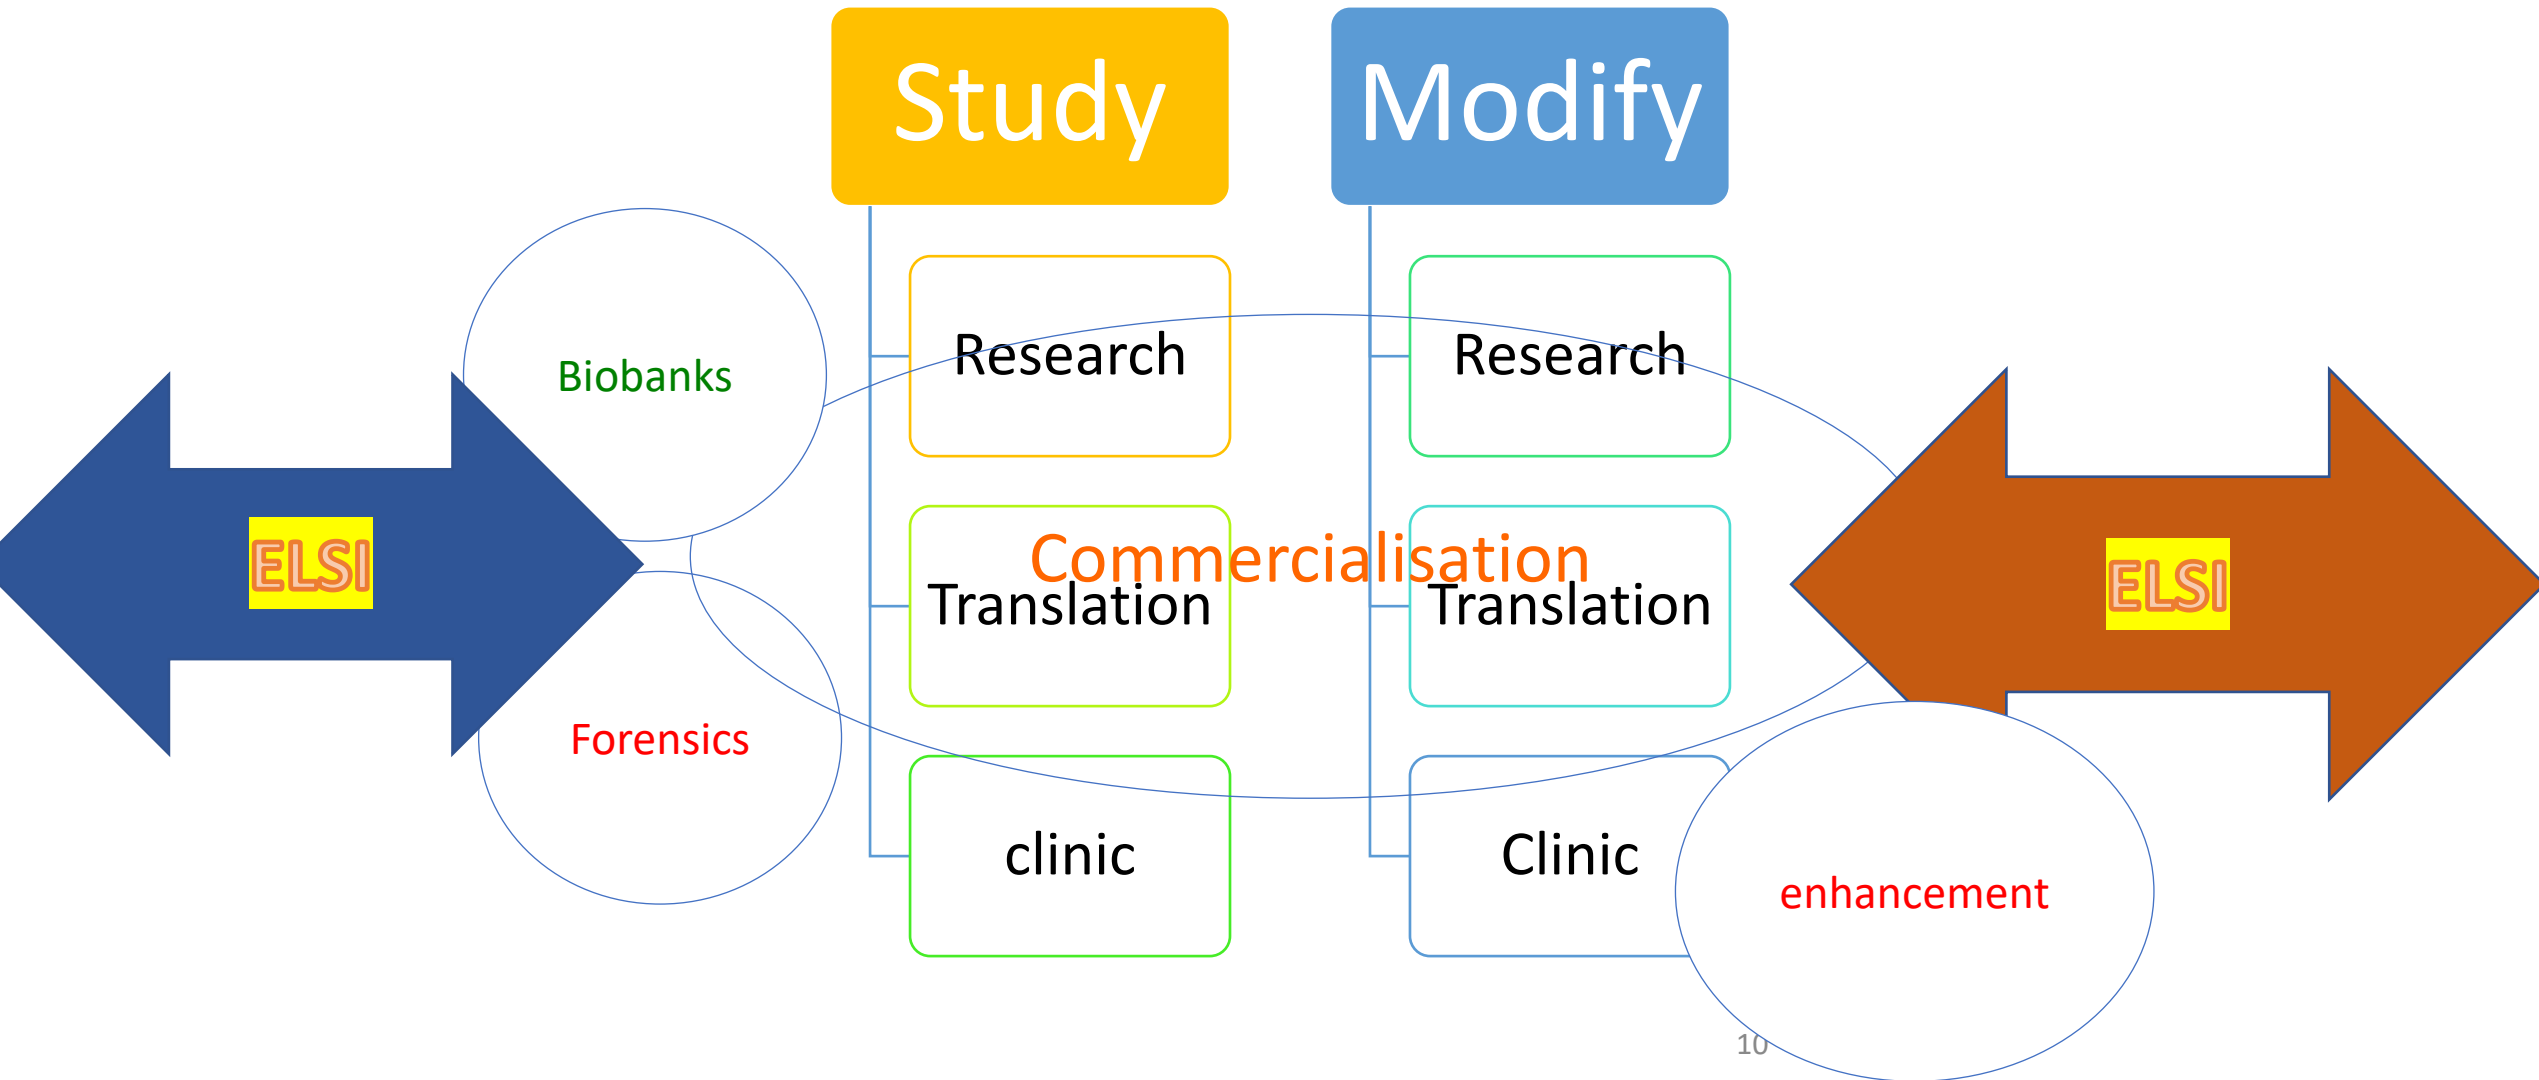 Study
Modify
Research
Research
Biobanks
Commercialisation
ELSI
ELSI
Translation
Translation
Forensics
clinic
Clinic
enhancement
10